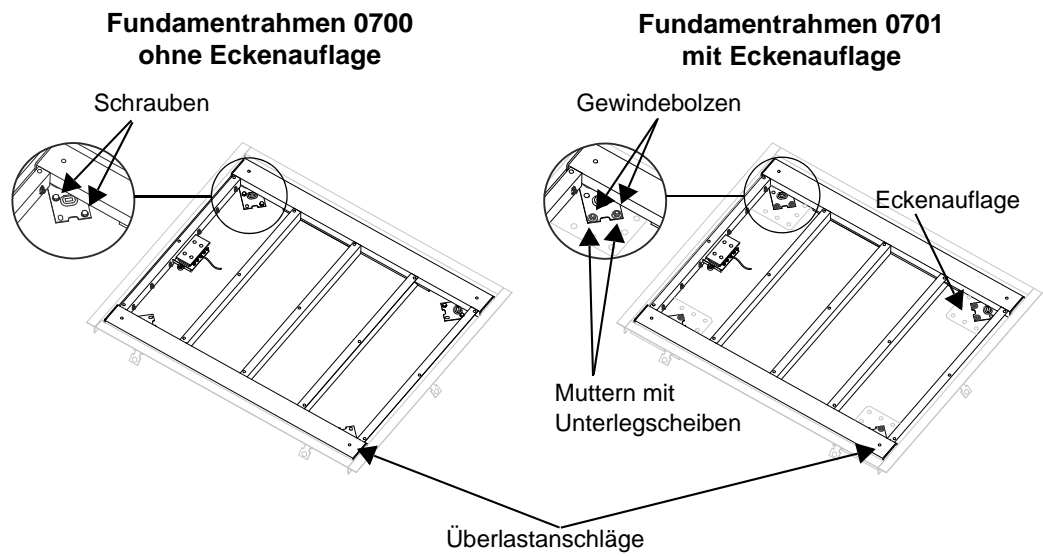 Fundamentrahmen 0700
ohne Eckenauflage
Fundamentrahmen 0701
mit Eckenauflage
Schrauben
Gewindebolzen
Eckenauflage
Muttern mit
Unterlegscheiben
Überlastanschläge